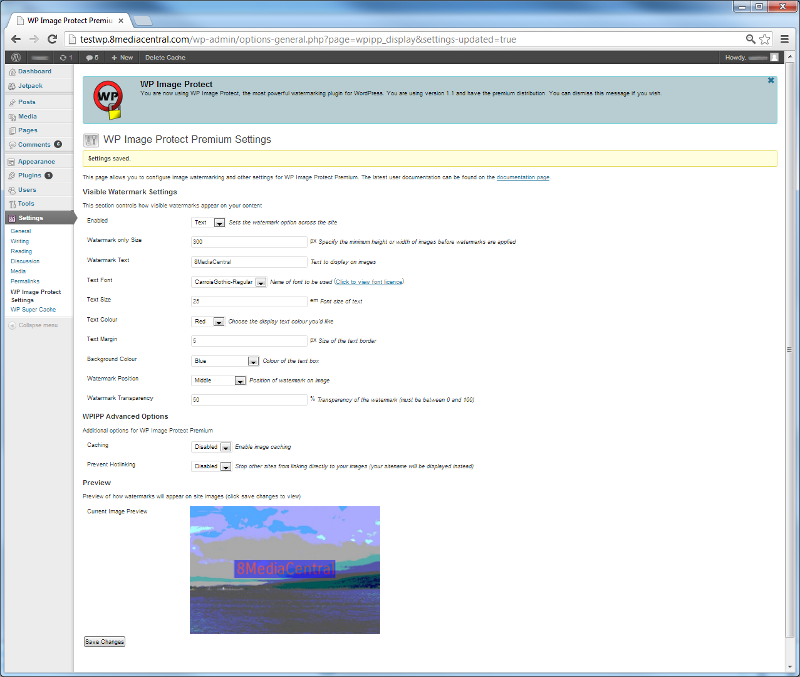 WP Image Protect Premiu
testwp.8mediacentral.com/wp-admin/options-general.php?page=wpipp_display&settings-updated=true
1 5 + New Delete Cache Howdy,
Dashboard
Jetpack
Posts
Media
Pages
Comments
Appearance
Plugins
Users
Tools
Settings
General
Writing
Reading
Discussion
Media
Permalinks
WP Image Protect
Settings
WP Super Cache
Collapse menu
WP
WP Image Protect
You are now using WP Image Protect, the most powerful watermarking plugin for WordPress. You are using version 1.1 and have the premium distribution. You can dismiss this message if you wish.
WP Image Protect Premium Settings
Settings saved.
This page allows you to configure image watermarking and other settings for WP Image Protect Premium. The latest user documentation can be found on the documentation page.
Visible Watermark Settings
This section controls how visible watermarks appear on your content:
Enabled Text Sets the watermark option across the site
Watermark only Size 300 px Specify the minimum height or width of images before watermarks are applied
Watermark Text 8MediaCentral Text to display on images
Text Font CarroisGothic-Regular Name of font to be used (Click to view font licence)
Text Size 25 em Font size of text
Text Colour Red Choose the display text colour you'd like
Text Margin 5 px Size of the text border
Background Colour Blue Colour of the text box
Watermark Position Middle Position of watermark on image
Watermark Transparency 50 % Transparency of the watermark (must be between 0 and 100)
WPIPP Advanced Options
Additional options for WP Image Protect Premium
Caching Disabled Enable image caching
Prevent Hotlinking Disabled Stop other sites from linking directly to your images (your sitename will be displayed instead)
Preview
Preview of how watermarks will appear on site images (click save changes to view)
Current Image Preview
8MediaCentral
Save Changes